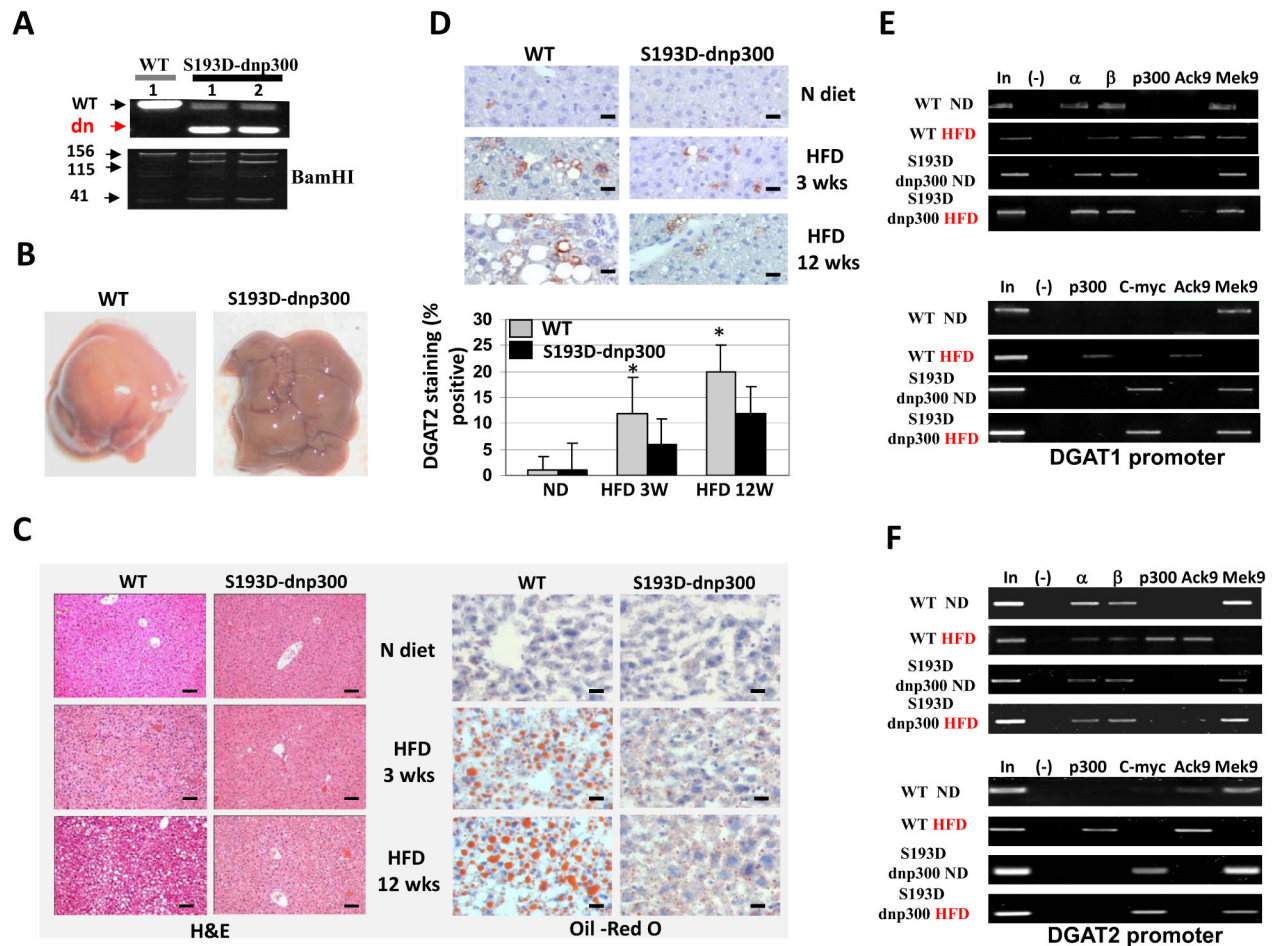 A
WT S193D-dnp300
1 1 2
WT
dn
156
115
41
BamHI
B
WT S193D-dnp300
C
WT S193D-dnp300 WT S193D-dnp300
N diet
HFD
3 wks
HFD
12 wks
H&E Oil -Red O
D
WT S193D-dnp300
N diet
HFD
3 wks
HFD
12 wks
DGAT2 staining (%
positive)
30
25
20
15
10
5
0
WT
S193D-dnp300
*
*
ND HFD 3W HFD 12W
E
In (-) α β p300 Ack9 Mek9
WT ND
WT HFD
S193D
dnp300 ND
S193D
dnp300 HFD
In (-) p300 C-myc Ack9 Mek9
WT ND
WT HFD
S193D
dnp300 ND
S193D
dnp300 HFD
DGAT1 promoter
F
In (-) α β p300 Ack9 Mek9
WT ND
WT HFD
S193D
dnp300 ND
S193D
dnp300 HFD
In (-) p300 C-myc Ack9 Mek9
WT ND
WT HFD
S193D
dnp300 ND
S193D
dnp300 HFD
DGAT2 promoter